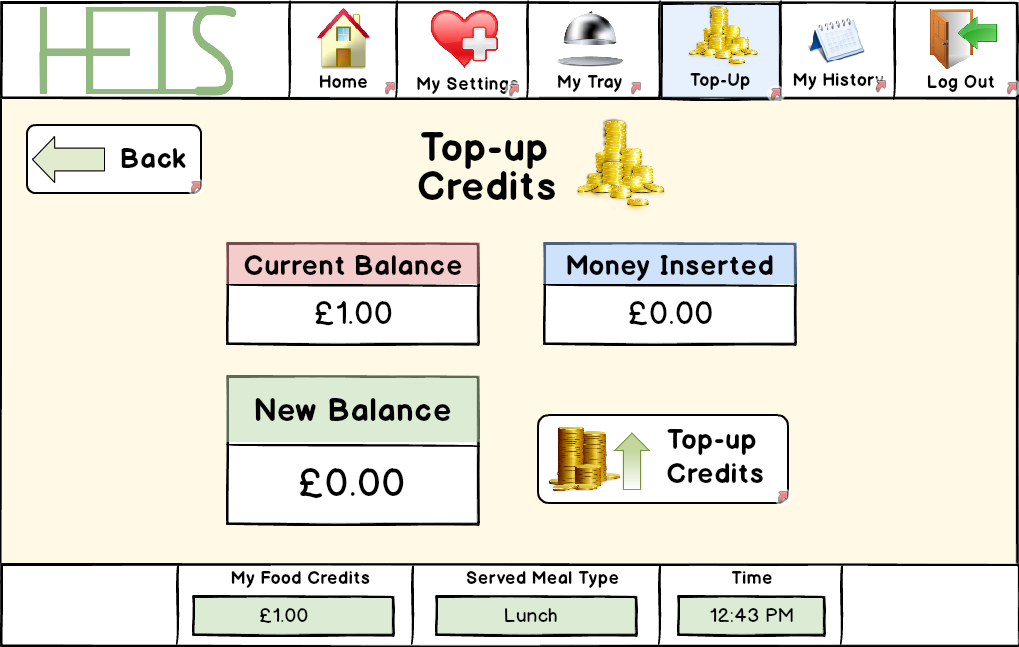 HETS
Home
My Settings
My Tray
Top-Up
My History
Log Out
Back
Top-up
Credits
Current Balance
£1.00
Money Inserted
£0.00
New Balance
£0.00
Top-up
Credits
My Food Credits
£1.00
Served Meal Type
Lunch
Time
12:43 PM